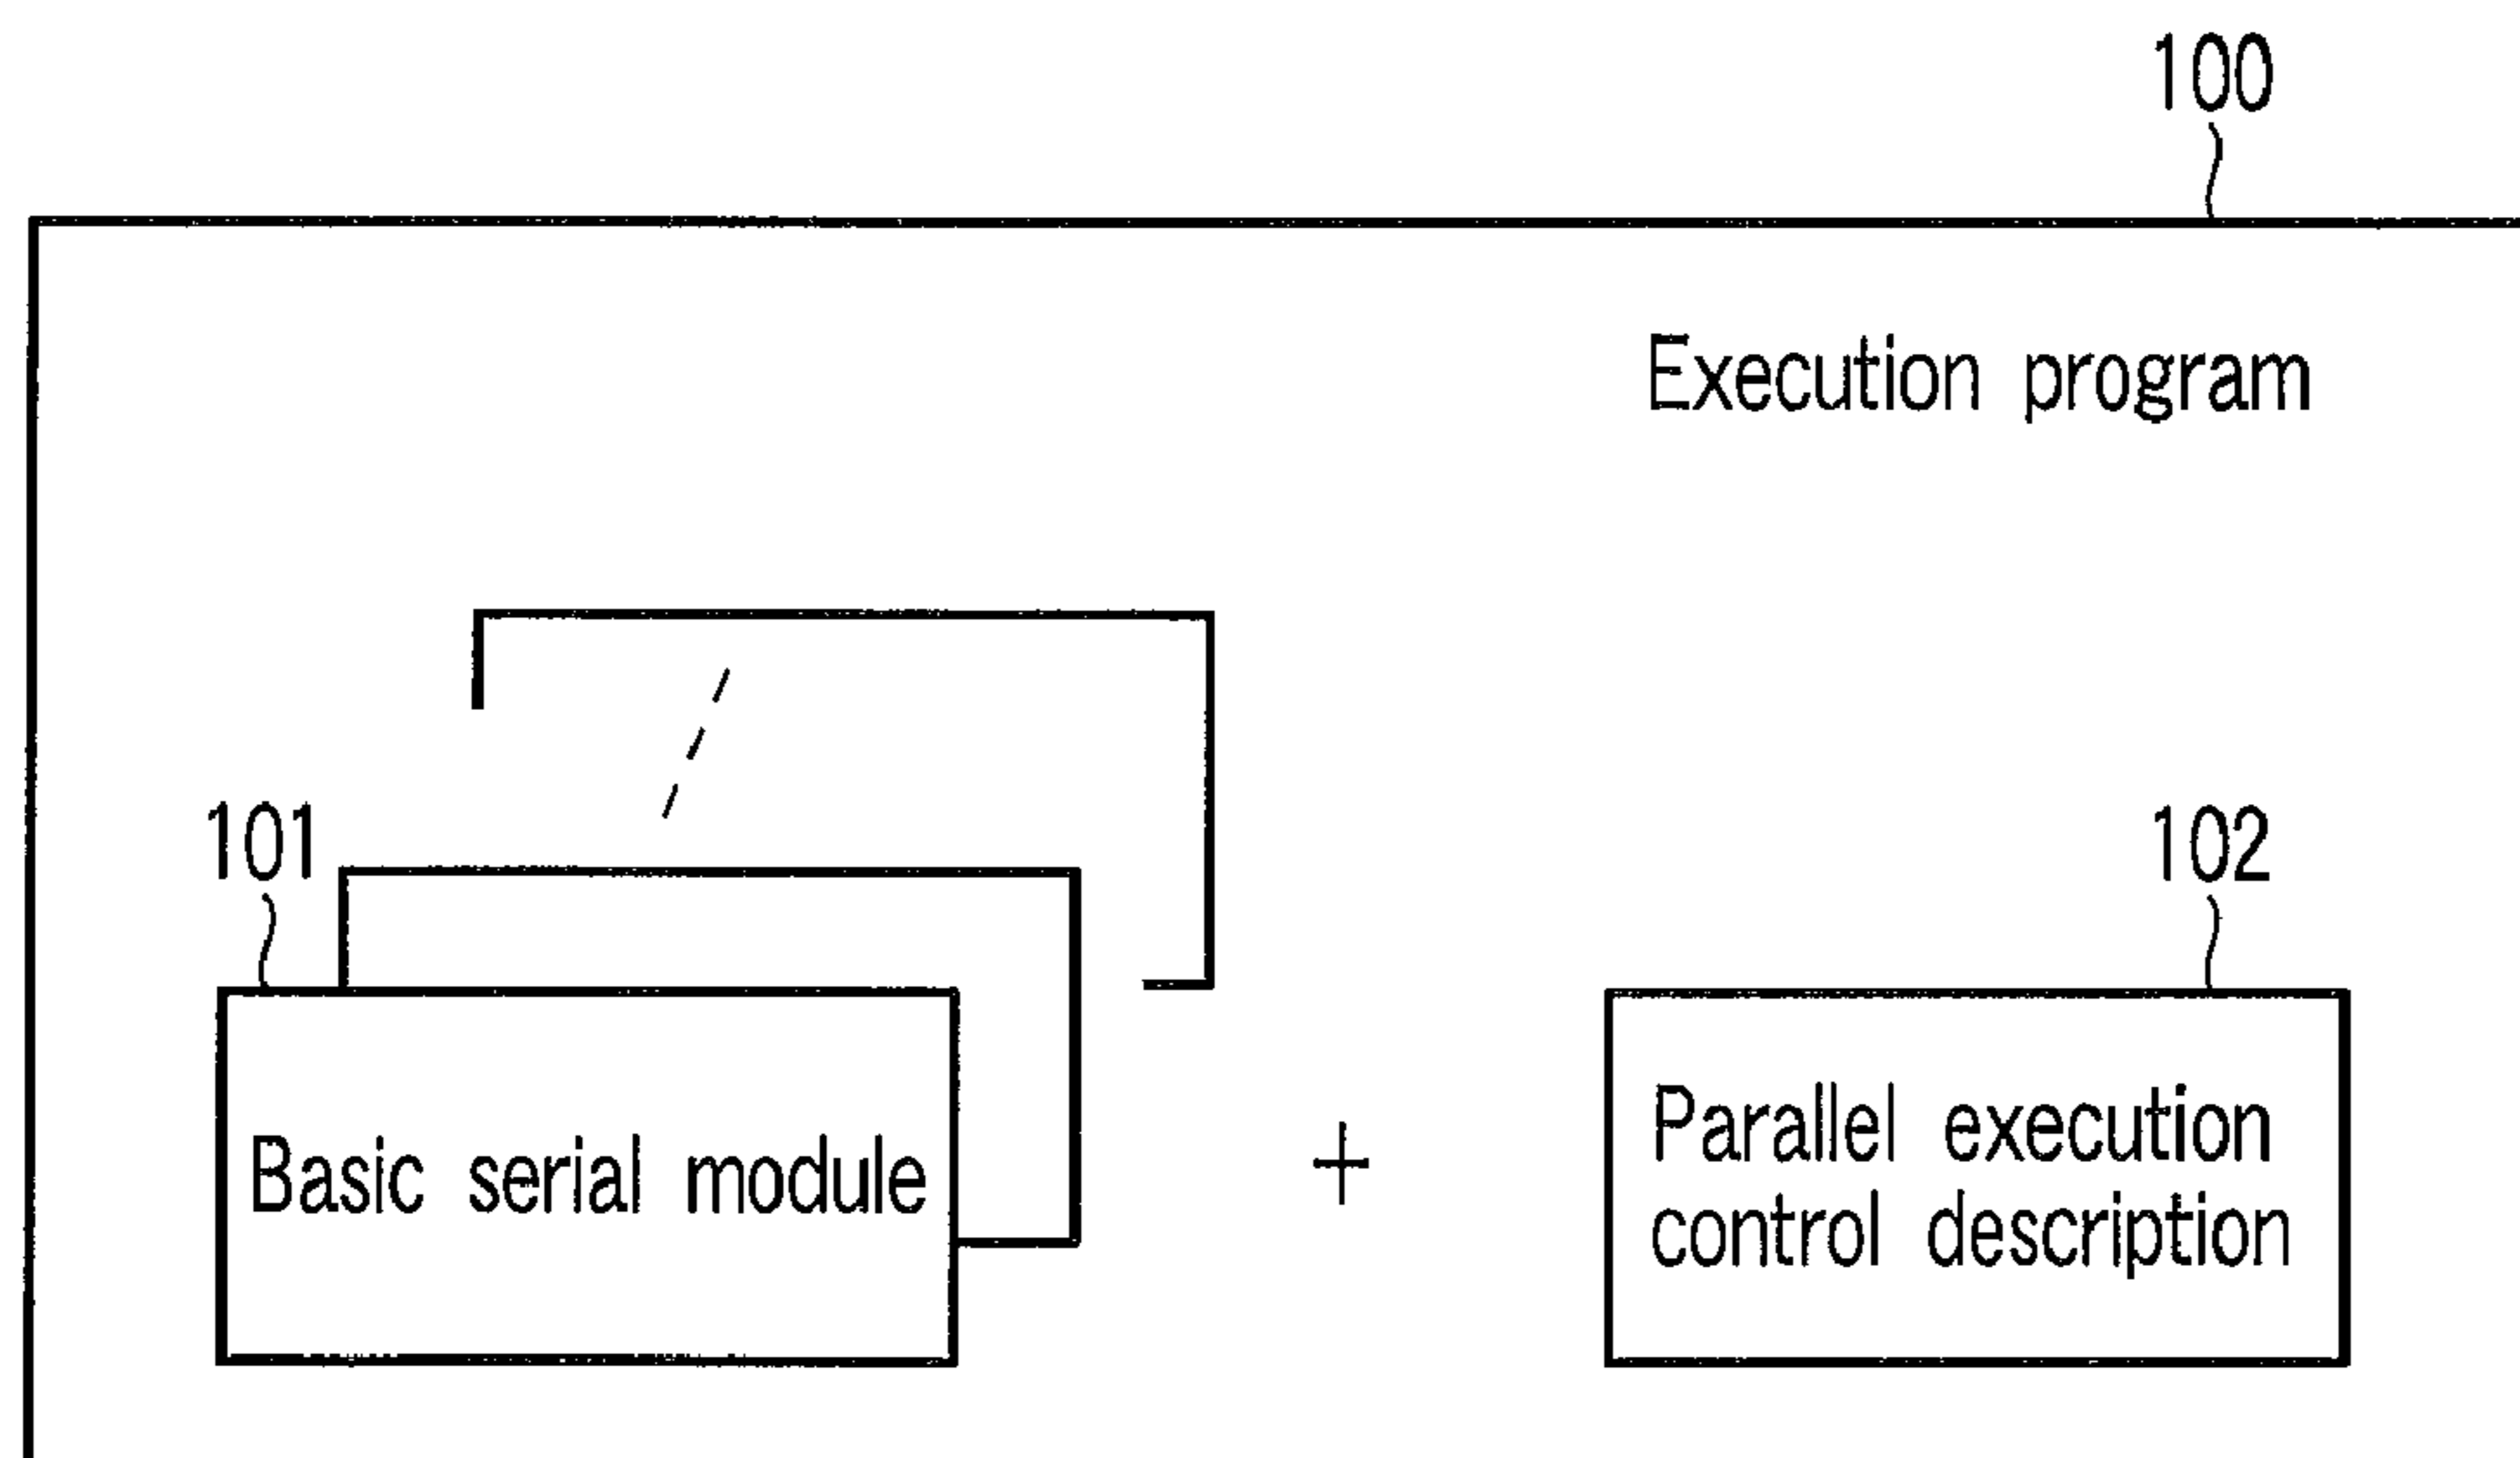 100
Execution program
101
102
Basic serial module
+
Parallel execution
control description